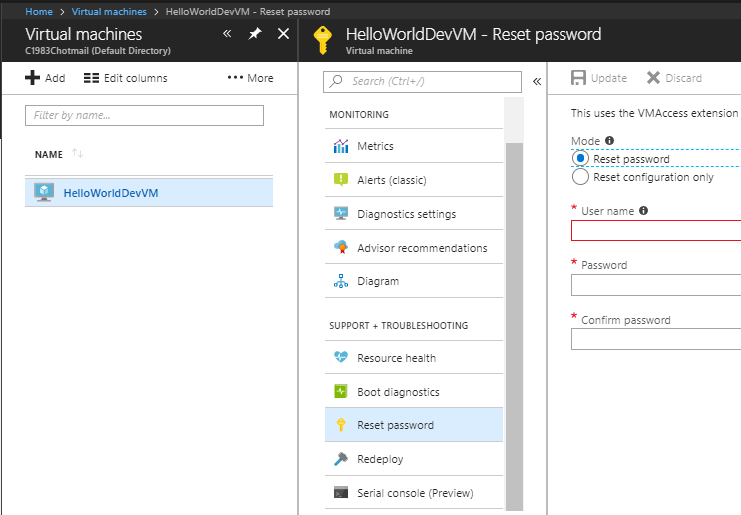 Home > Virtual machines > HelloWorldDevVM - Reset password
Virtual machines
C1983Chotmail (Default Directory)
Add
Edit columns
More
Filter by name...
NAME
HelloWorldDevVM
HelloWorldDevVM - Reset password
Virtual machine
Search (Ctrl+/)
MONITORING
Metrics
Alerts (classic)
Diagnostics settings
Advisor recommendations
Diagram
SUPPORT + TROUBLESHOOTING
Resource health
Boot diagnostics
Reset password
Redeploy
Serial console (Preview)
Update
Discard
This uses the VMAccess extension
Mode
Reset password
Reset configuration only
* User name
* Password
* Confirm password